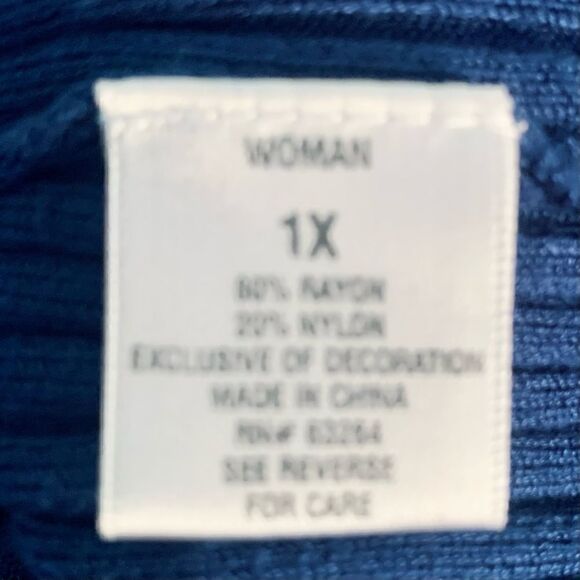 WOMAN
1X
80% RAYON
20% NYLON
EXCLUSIVE OF DECORATION
MADE IN CHINA
RN#
SEE REVERSE
FOR CARE